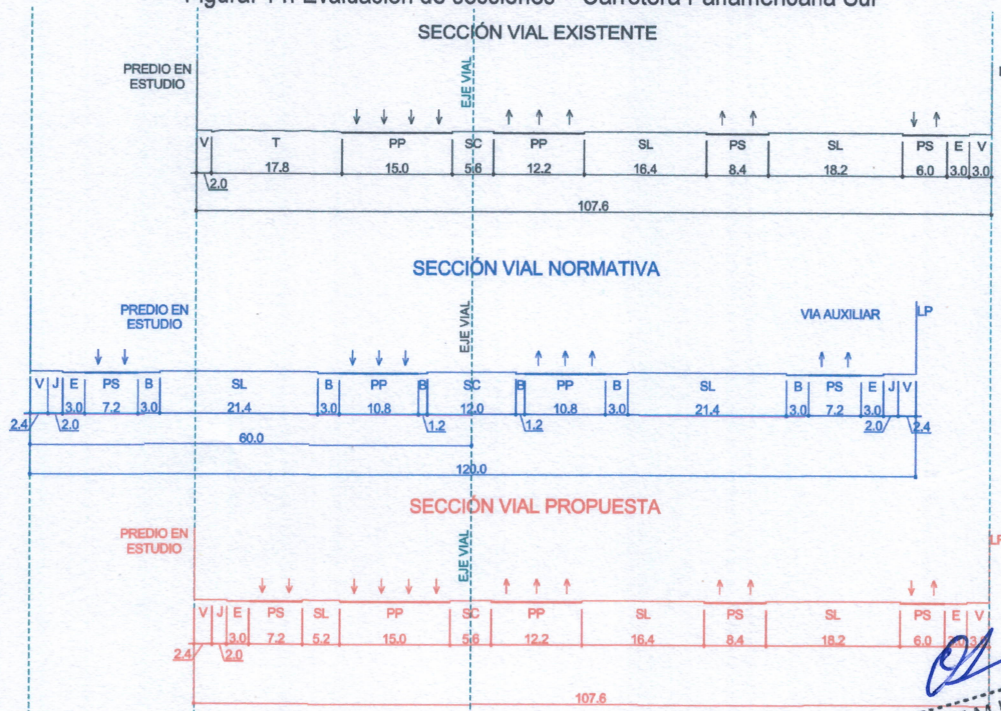 SECCIÓN VIAL EXISTENTE
PREDIO EN
ESTUDIO
EJE VIAL
V T PP SC PP SL PS SL PS E V
17.8 15.0 5.6 12.2 16.4 8.4 18.2 6.0 3.0 3.0
2.0
107.6
SECCIÓN VIAL NORMATIVA
PREDIO EN
ESTUDIO
EJE VIAL
VIA AUXILIAR
LP
V J E PS B SL B PP B SC B PP B SL B PS E J V
3.0 7.2 3.0 21.4 3.0 10.8 12.0 10.8 3.0 21.4 3.0 7.2 3.0
2.4 2.0 1.2 1.2 2.0 2.4
60.0
120.0
SECCIÓN VIAL PROPUESTA
PREDIO EN
ESTUDIO
EJE VIAL
V J E PS SL PP SC PP SL PS SL PS E V
3.0 7.2 5.2 15.0 5.6 12.2 16.4 8.4 18.2 6.0
2.4 2.0
107.6